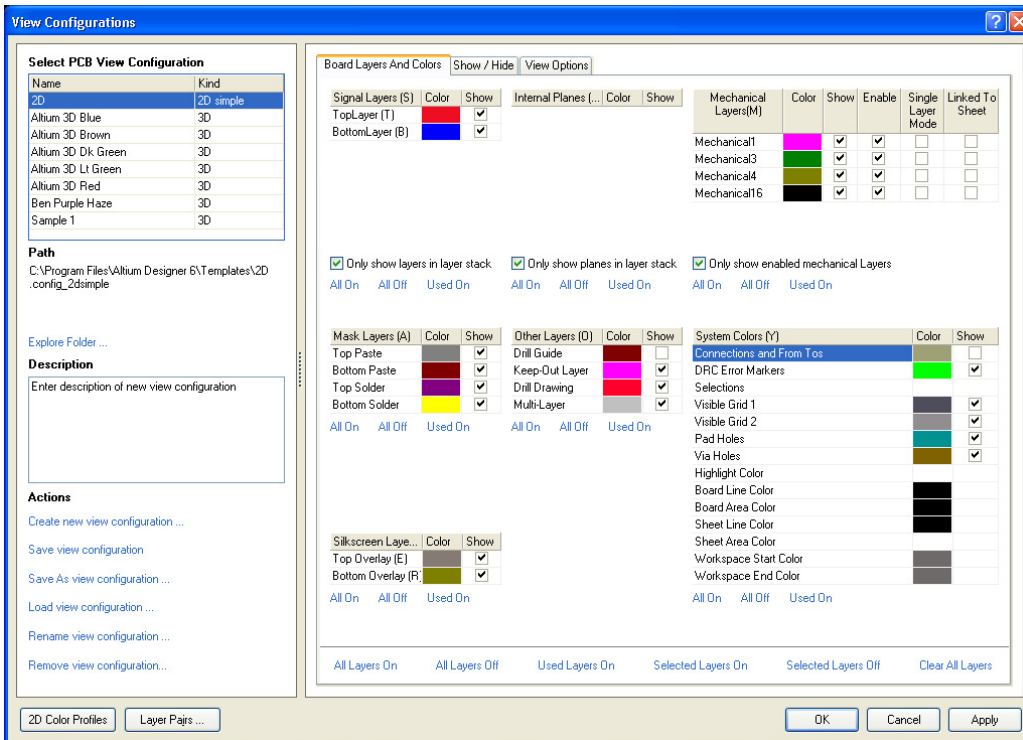 View Configurations
Select PCB View Configuration
Name Kind
2D 2D simple
Altium 3D Blue 3D
Altium 3D Brown 3D
Altium 3D Dk Green 3D
Altium 3D Lt Green 3D
Altium 3D Red 3D
Ben Purple Haze 3D
Sample 1 3D
Path
C:\Program Files\Altium Designer 6\Templates\2D
.config_2dsimple
Explore Folder ...
Description
Enter description of new view configuration
Actions
Create new view configuration ...
Save view configuration
Save As view configuration ...
Load view configuration ...
Rename view configuration ...
Remove view configuration...
2D Color Profiles Layer Pairs ...
Board Layers And Colors Show / Hide View Options
Signal Layers (S) Color Show
TopLayer (T)
BottomLayer (B)
Only show layers in layer stack
All On All Off Used On
Internal Planes (... Color Show
Only show planes in layer stack
All On All Off Used On
Mechanical Layers(M) Color Show Enable Single Layer Mode Linked To Sheet
Mechanical1
Mechanical3
Mechanical4
Mechanical16
Only show enabled mechanical Layers
All On All Off Used On
Mask Layers (A) Color Show
Top Paste
Bottom Paste
Top Solder
Bottom Solder
All On All Off Used On
Other Layers (O) Color Show
Drill Guide
Keep-Out Layer
Drill Drawing
Multi-Layer
All On All Off Used On
System Colors (Y) Color Show
Connections and From Tos
DRC Error Markers
Selections
Visible Grid 1
Visible Grid 2
Pad Holes
Via Holes
Highlight Color
Board Line Color
Board Area Color
Sheet Line Color
Sheet Area Color
Workspace Start Color
Workspace End Color
All On All Off Used On
Silkscreen Laye... Color Show
Top Overlay (E)
Bottom Overlay (R
All On All Off Used On
All Layers On All Layers Off Used Layers On Selected Layers On Selected Layers Off Clear All Layers
OK Cancel Apply